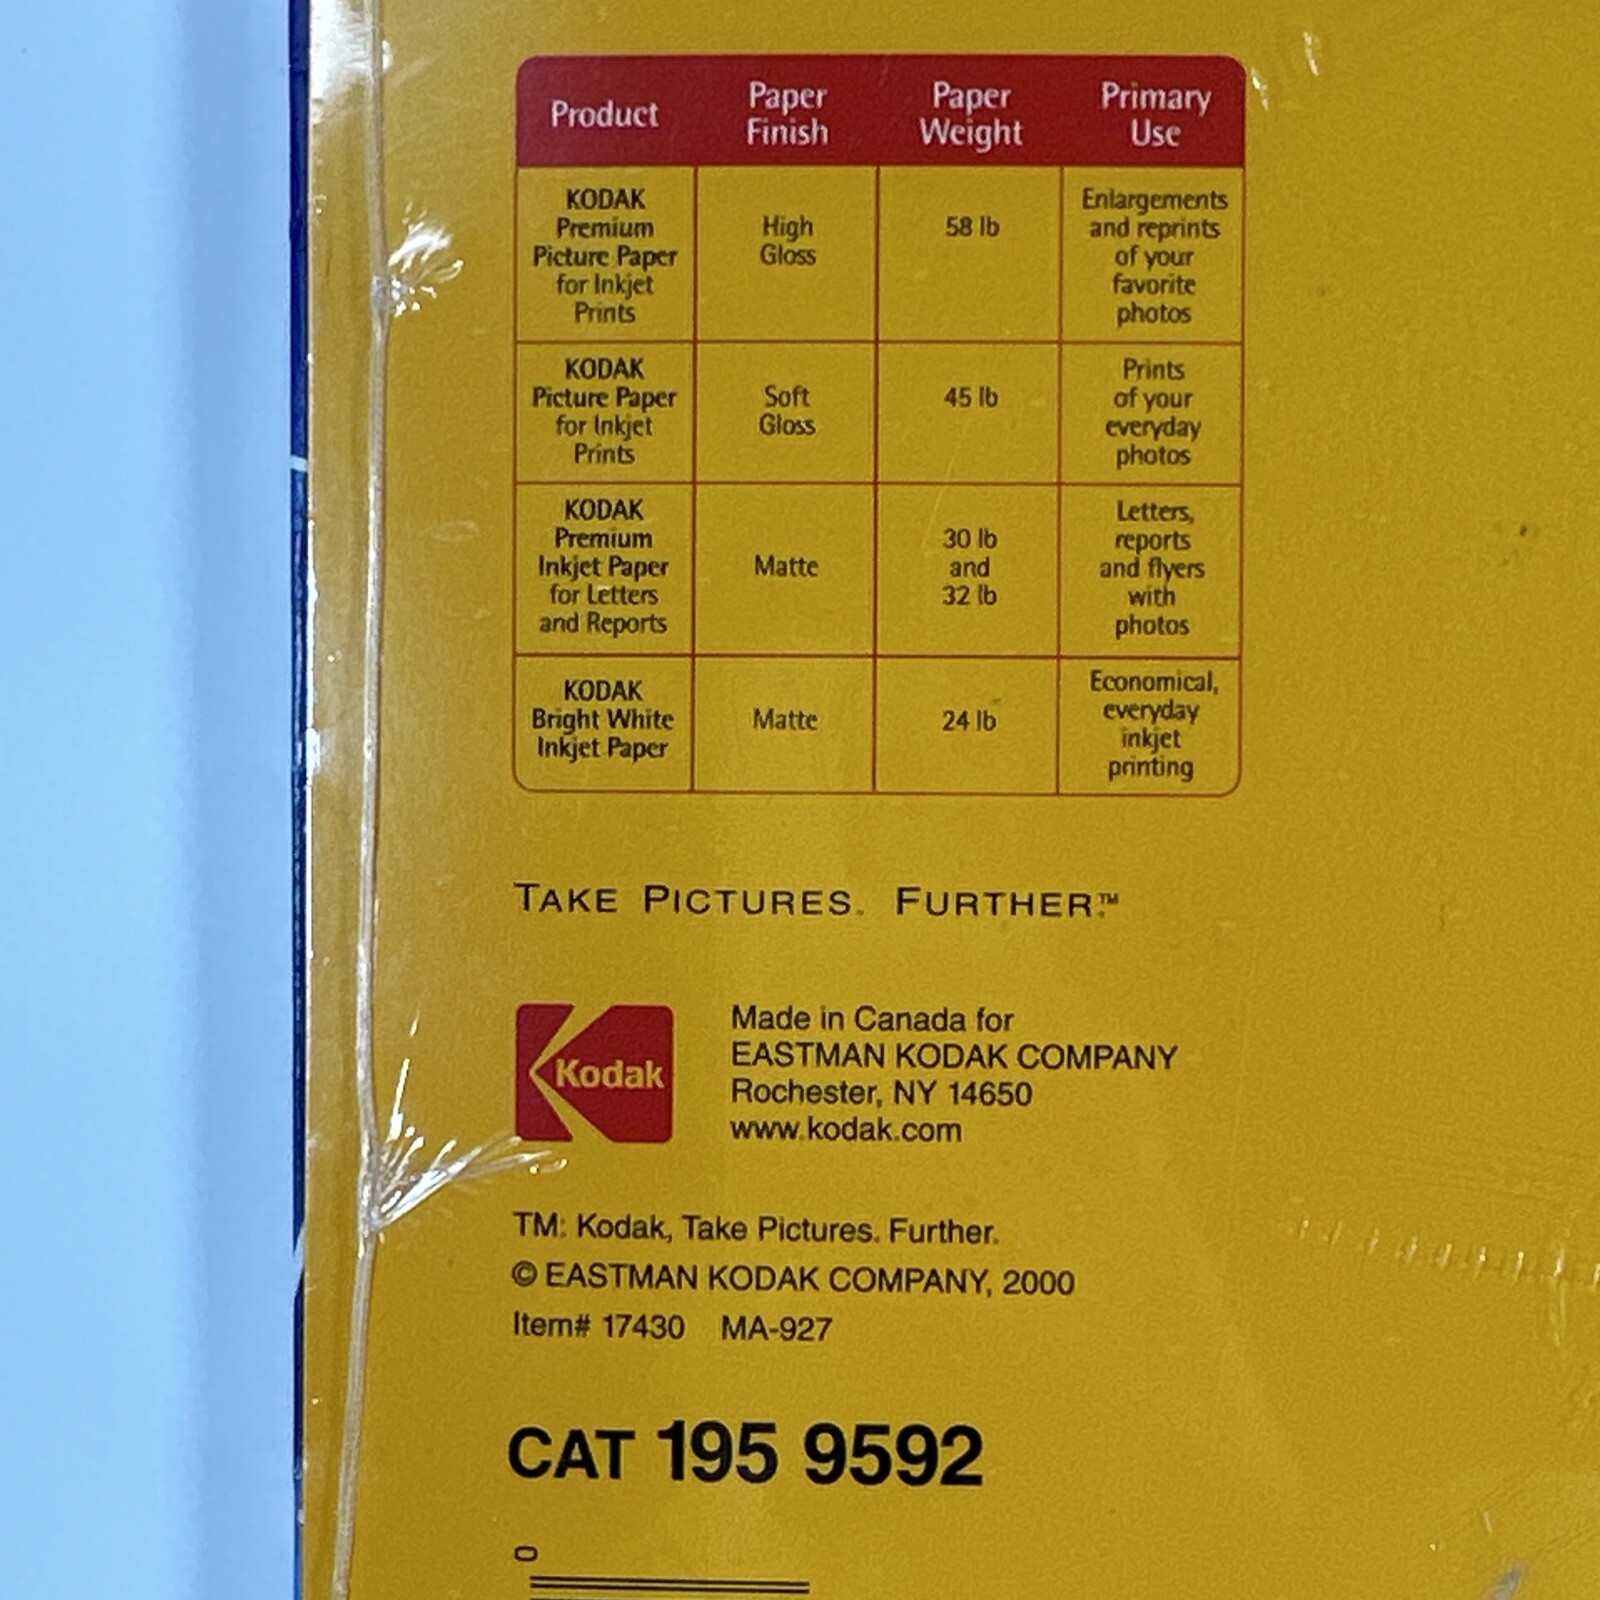 Product
Paper
Finish
Paper
Weight
Primary
Use
KODAK
Premium
Picture Paper
for Inkjet
Prints
High
Gloss
58 lb
Enlargements
and reprints
of your
favorite
photos
KODAK
Picture Paper
for Inkjet
Prints
Soft
Gloss
45 lb
Prints
of your
everyday
photos
KODAK
Premium
Inkjet Paper
for Letters
and Reports
Matte
30 lb
and
32 lb
Letters,
reports
and flyers
with
photos
KODAK
Bright White
Inkjet Paper
Matte
24 lb
Economical,
everyday
inkjet
printing
TAKE PICTURES. FURTHER.™
Kodak
Made in Canada for
EASTMAN KODAK COMPANY
Rochester, NY 14650
www.kodak.com
TM: Kodak, Take Pictures. Further.
© EASTMAN KODAK COMPANY, 2000
Item# 17430 MA-927
CAT 195 9592
0